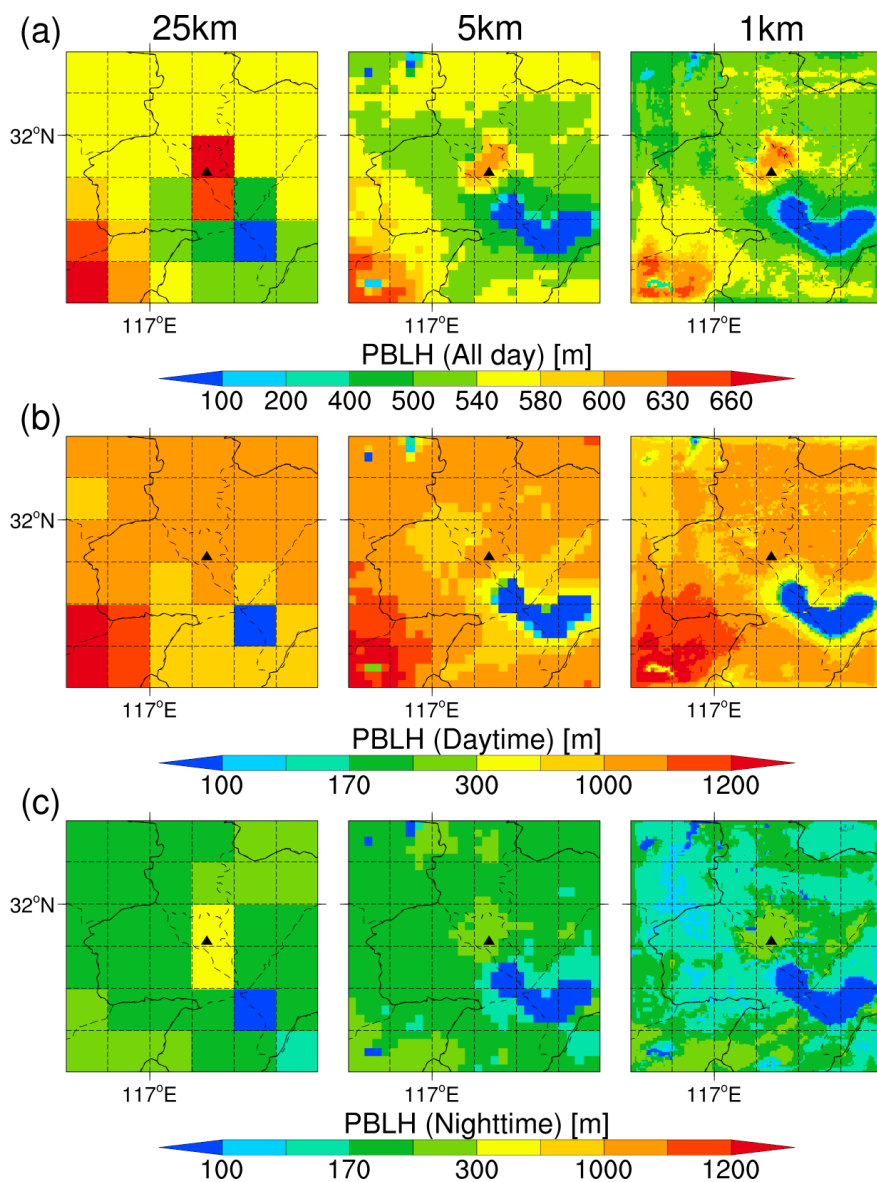 (a) 25km 5km 1km
32°N
117°E 117°E 117°E
PBLH (All day) [m]
100 200 400 500 540 580 600 630 660
(b)
32°N
117°E 117°E 117°E
PBLH (Daytime) [m]
100 170 300 1000 1200
(c)
32°N
117°E 117°E 117°E
PBLH (Nighttime) [m]
100 170 300 1000 1200